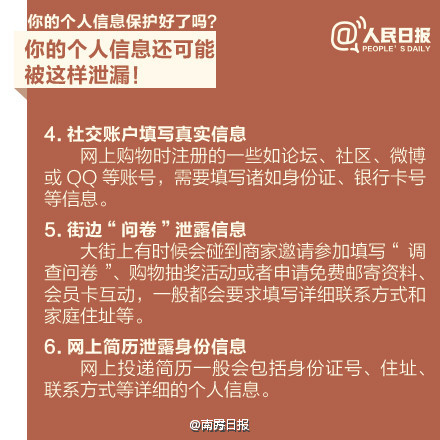 你的个人信息保护好了吗?
@人民日报
PEOPLE'S DAILY
你的个人信息还可能
被这样泄漏！
4. 社交账户填写真实信息
网上购物时注册的一些如论坛、社区、微博
或QQ等账号，需要填写诸如身份证、银行卡号
等信息。
5. 街边“问卷”泄露信息
大街上有时候会碰到商家邀请参加填写“调
查问卷”、购物抽奖活动或者申请免费邮寄资料、
会员卡互动，一般都会要求填写详细联系方式和
家庭住址等。
6. 网上简历泄露身份信息
网上投递简历一般会包括身份证号、住址、
联系方式等详细的个人信息。
@南方日报